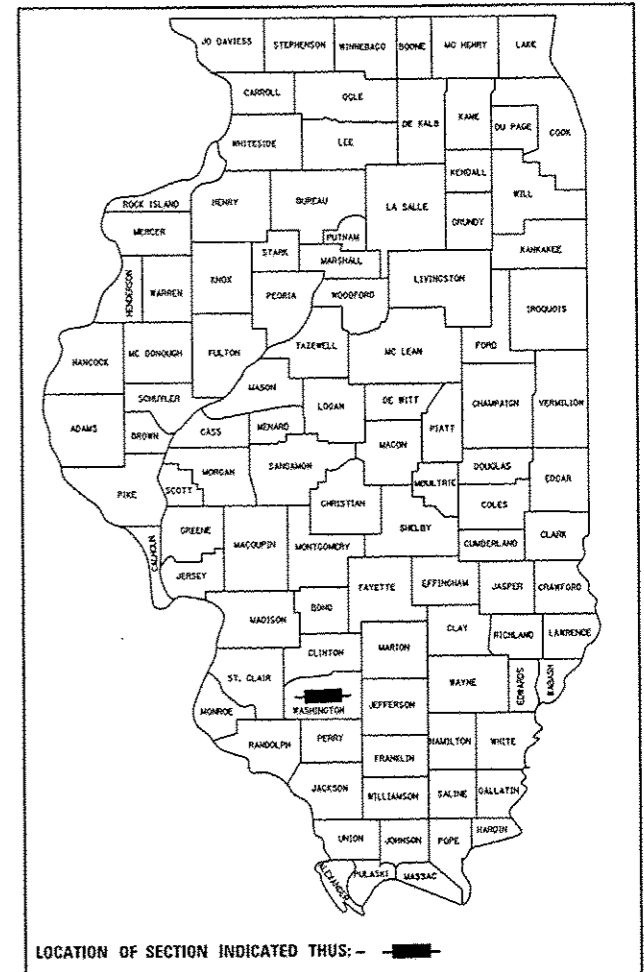 JO DAVIESS STEPHENSON WINNEBAGO BOONE MC HENRY LAKE
CARROLL OGLE DE KALB KANE DU PAGE COOK
WHITESIDE LEE
KENDALL WILL
ROCK ISLAND HENRY BUREAU LA SALLE GRUNDY
MERCER PUTNAM KANKAKEE
STARK MARSHALL
HENDERSON WARREN KNOX PEORIA WOODFORD LIVINGSTON IROQUOIS
HANCOCK MC DONOUGH FULTON TAZEWELL MC LEAN FORD
SCHUYLER MASON LOGAN DE WITT CHAMPAIGN VERMILION
ADAMS BROWN CASS MENARD MACON PIATT
PIKE SCOTT MORGAN SANGAMON MOULTRIE DOUGLAS EDGAR
CHRISTIAN COLES
GREENE MACOUPIN MONTGOMERY SHELBY CUMBERLAND CLARK
CALHOUN JERSEY FAYETTE EFFINGHAM JASPER CRAWFORD
MADISON BOND CLAY RICHLAND LAWRENCE
CLINTON MARION
ST. CLAIR WAYNE EDWARDS WABASH
MONROE WASHINGTON JEFFERSON
RANDOLPH PERRY HAMILTON WHITE
FRANKLIN
JACKSON WILLIAMSON SALINE GALLATIN
UNION JOHNSON POPE HARDIN
ALEXANDER PULASKI MASSAC
LOCATION OF SECTION INDICATED THUS: -